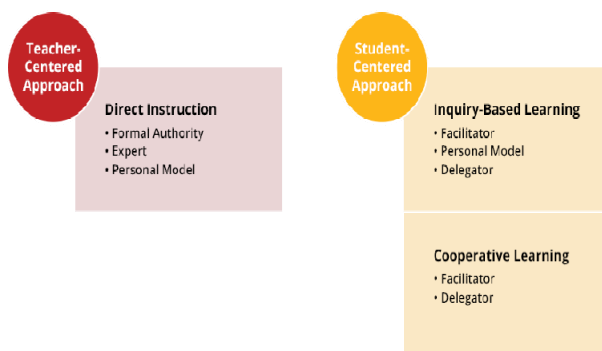 Teacher-
Centered
Approach
Direct Instruction
• Formal Authority
• Expert
• Personal Model
Student-
Centered
Approach
Inquiry-Based Learning
• Facilitator
• Personal Model
• Delegator
Cooperative Learning
• Facilitator
• Delegator